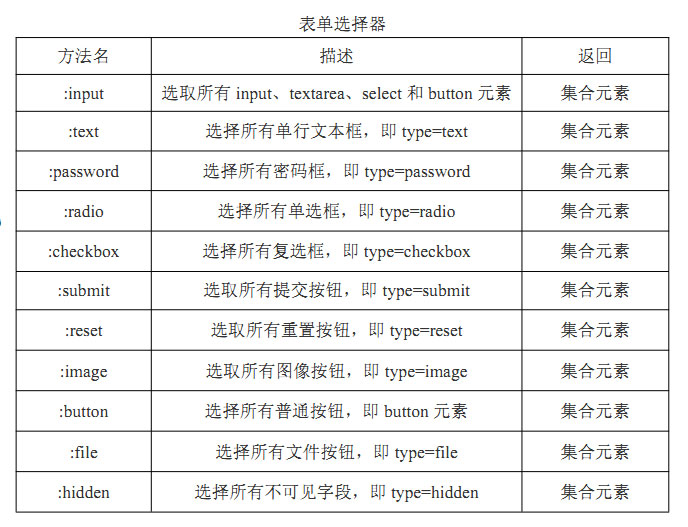 表单选择器
方法名 描述 返回
:input 选取所有 input、textarea、select 和 button 元素 集合元素
:text 选择所有单行文本框，即 type=text 集合元素
:password 选择所有密码框，即 type=password 集合元素
:radio 选择所有单选框，即 type=radio 集合元素
:checkbox 选择所有复选框，即 type=checkbox 集合元素
:submit 选取所有提交按钮，即 type=submit 集合元素
:reset 选取所有重置按钮，即 type=reset 集合元素
:image 选取所有图像按钮，即 type=image 集合元素
:button 选择所有普通按钮，即 button 元素 集合元素
:file 选择所有文件按钮，即 type=file 集合元素
:hidden 选择所有不可见字段，即 type=hidden 集合元素